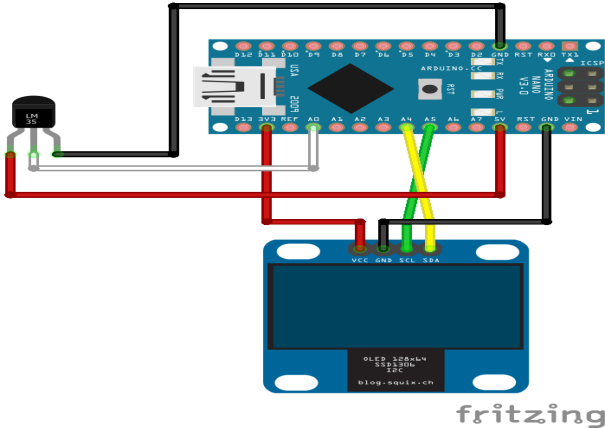 D12 D11 D10 D9 D8 D7 D6 D5 D4 D3 D2 GND RST RX0 TX1
ARDUINO.CC
USA
2009
RST
TX
RX
PWR
L
ARDUINO
NANO
V3.0
ICSP
1
D13 3V3 REF A0 A1 A2 A3 A4 A5 A6 A7 5V RST GND VIN
LM
35
VCC GND SCL SDA
OLED 128x64
SSD1306
I2C
blog.squix.ch
fritzing